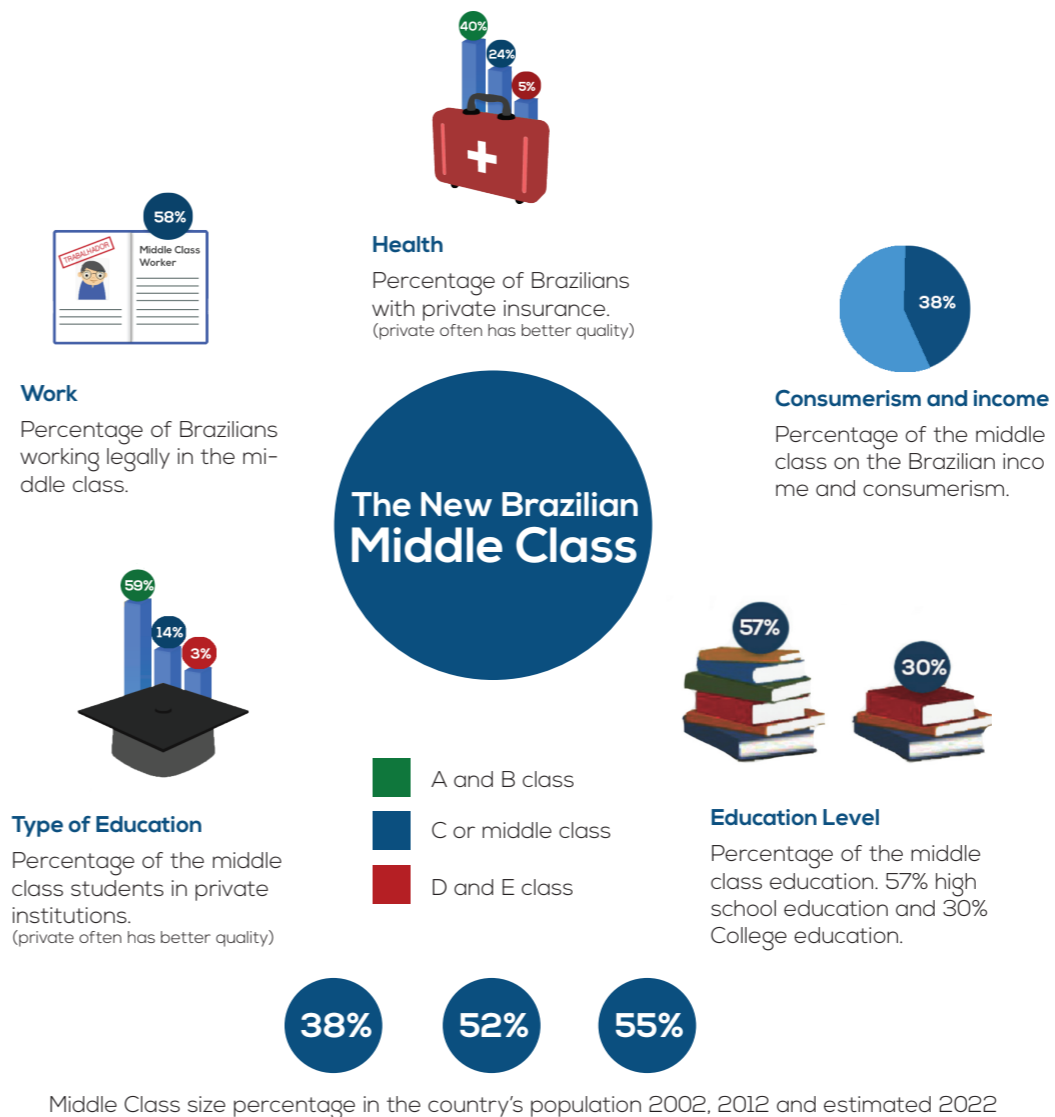 40%
24%
5%
Health
Percentage of Brazilians
with private insurance.
(private often has better quality)
58%
TRABALHADOR
Middle Class
Worker
Work
Percentage of Brazilians
working legally in the mi-
ddle class.
38%
Consumerism and income
Percentage of the middle
class on the Brazilian inco
me and consumerism.
The New Brazilian
Middle Class
59%
14%
3%
Type of Education
Percentage of the middle
class students in private
institutions.
(private often has better quality)
A and B class
C or middle class
D and E class
57%
30%
Education Level
Percentage of the middle
class education. 57% high
school education and 30%
College education.
38%
52%
55%
Middle Class size percentage in the country's population 2002, 2012 and estimated 2022